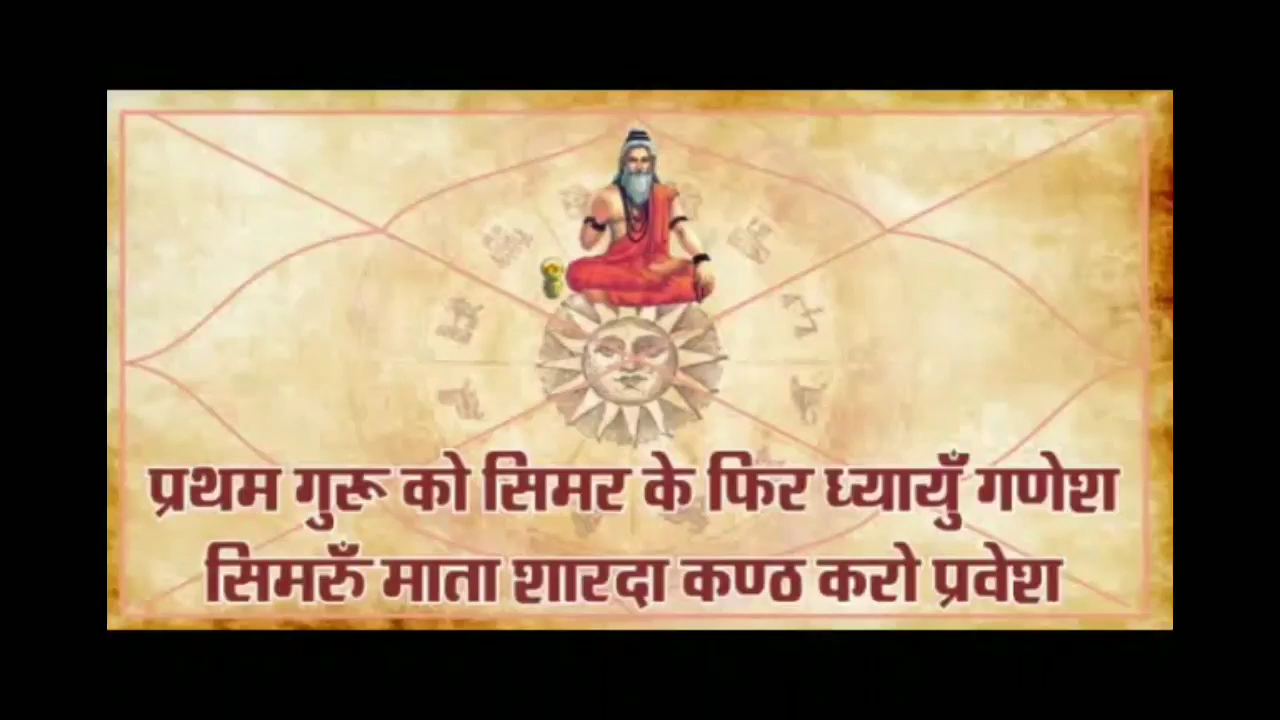 प्रथम गुरू को सिमर के फिर ध्यायुँ गणेश
सिमरुँ माता शारदा कण्ठ करो प्रवेश